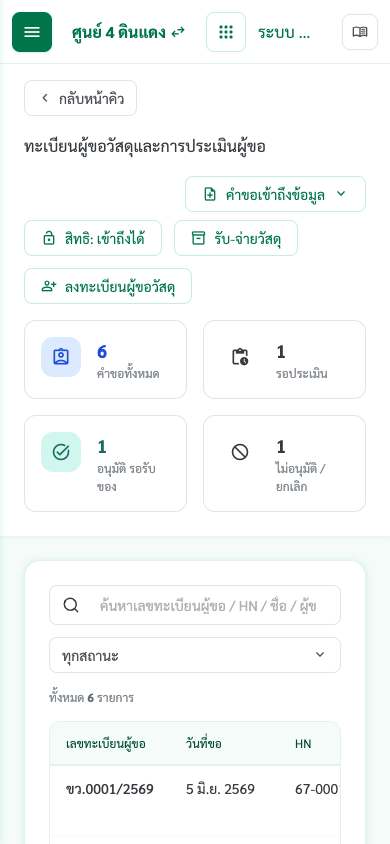 ศูนย์ 4 ดินแดง
ระบบ ...
กลับหน้าคิว
ทะเบียนผู้ขอวัสดุและการประเมินผู้ขอ
คำขอเข้าถึงข้อมูล
สิทธิ: เข้าถึงได้
รับ-จ่ายวัสดุ
ลงทะเบียนผู้ขอวัสดุ
6
คำขอทั้งหมด
1
รอประเมิน
1
อนุมัติ รอรับ
ของ
1
ไม่อนุมัติ /
ยกเลิก
ค้นหาเลขทะเบียนผู้ขอ / HN / ชื่อ / ผู้ข
ทุกสถานะ
ทั้งหมด 6 รายการ
เลขทะเบียนผู้ขอ วันที่ขอ HN
ขว.0001/2569 5 มิ.ย. 2569 67-000